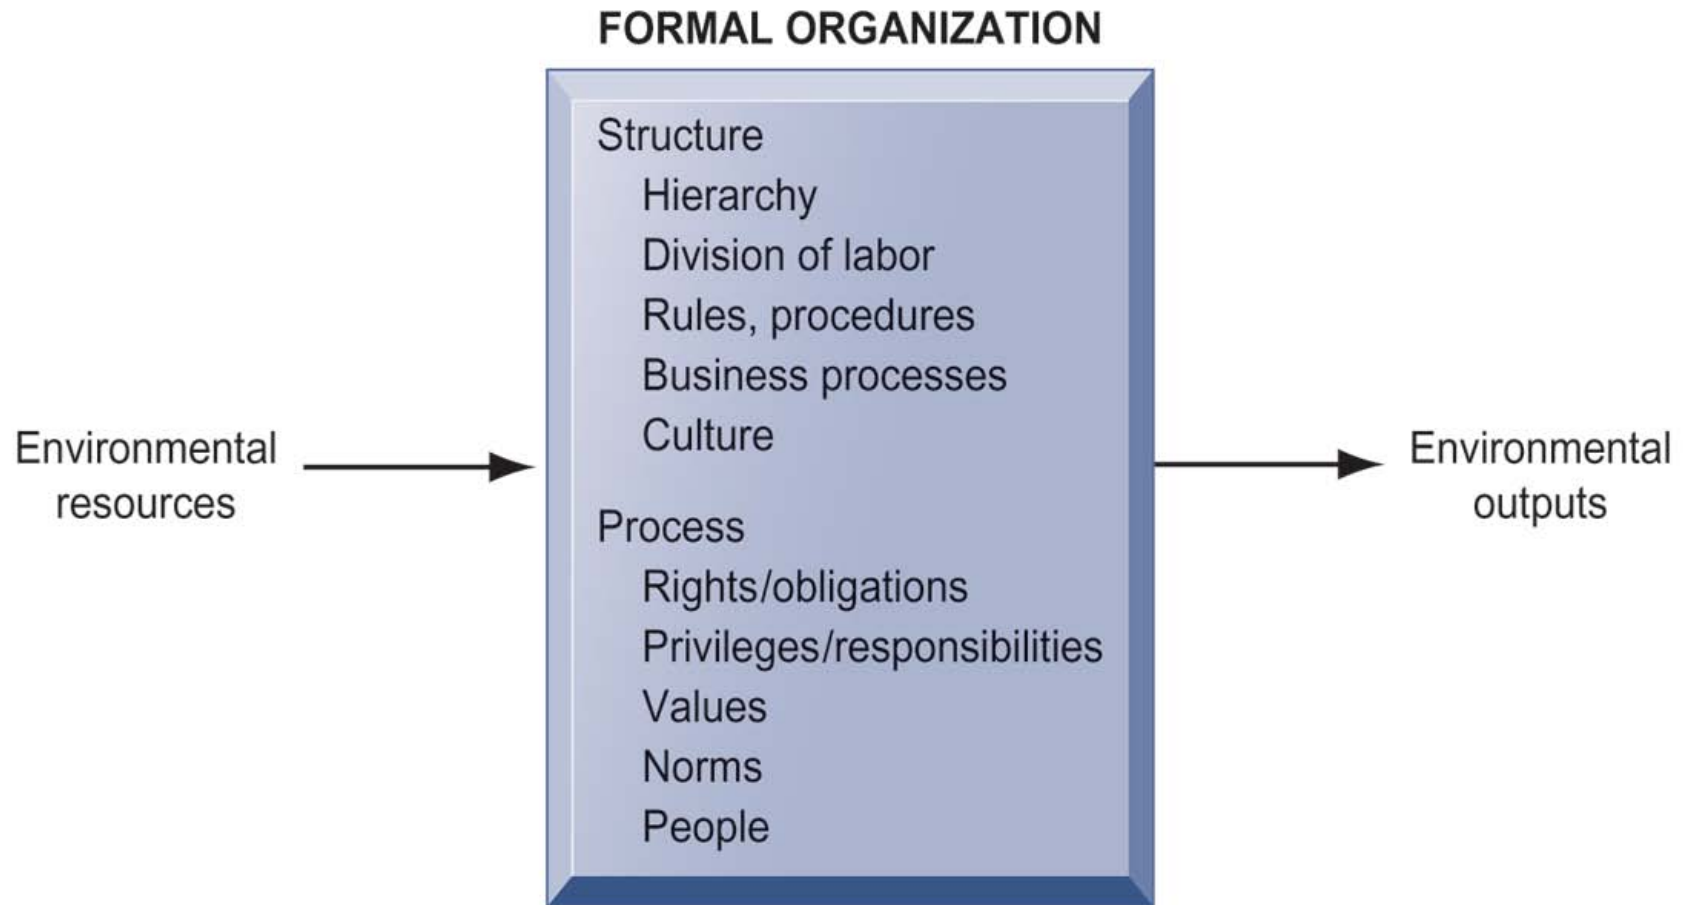 FORMAL ORGANIZATION
Structure
Hierarchy
Division of labor
Rules, procedures
Business processes
Culture
Environmental
resources
Process
Rights/obligations
Privileges/responsibilities
Values
Norms
People
Environmental
outputs